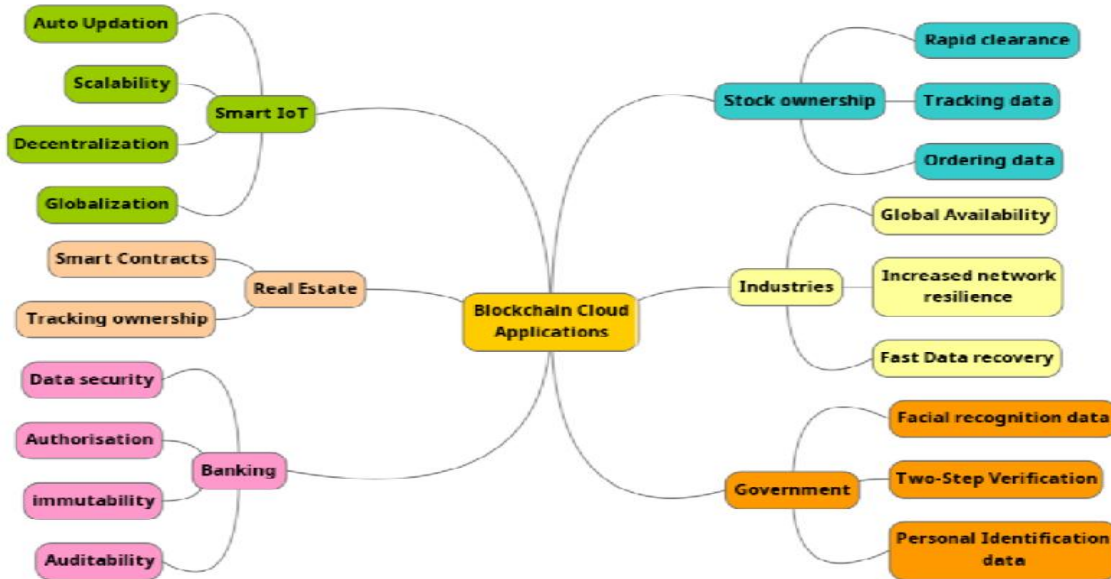 Auto Updation
Scalability
Smart IoT
Decentralization
Globalization
Smart Contracts
Real Estate
Tracking ownership
Data security
Authorisation
Banking
immutability
Auditability
Blockchain Cloud
Applications
Rapid clearance
Stock ownership
Tracking data
Ordering data
Global Availability
Industries
Increased network
resilience
Fast Data recovery
Facial recognition data
Government
Two-Step Verification
Personal Identification
data